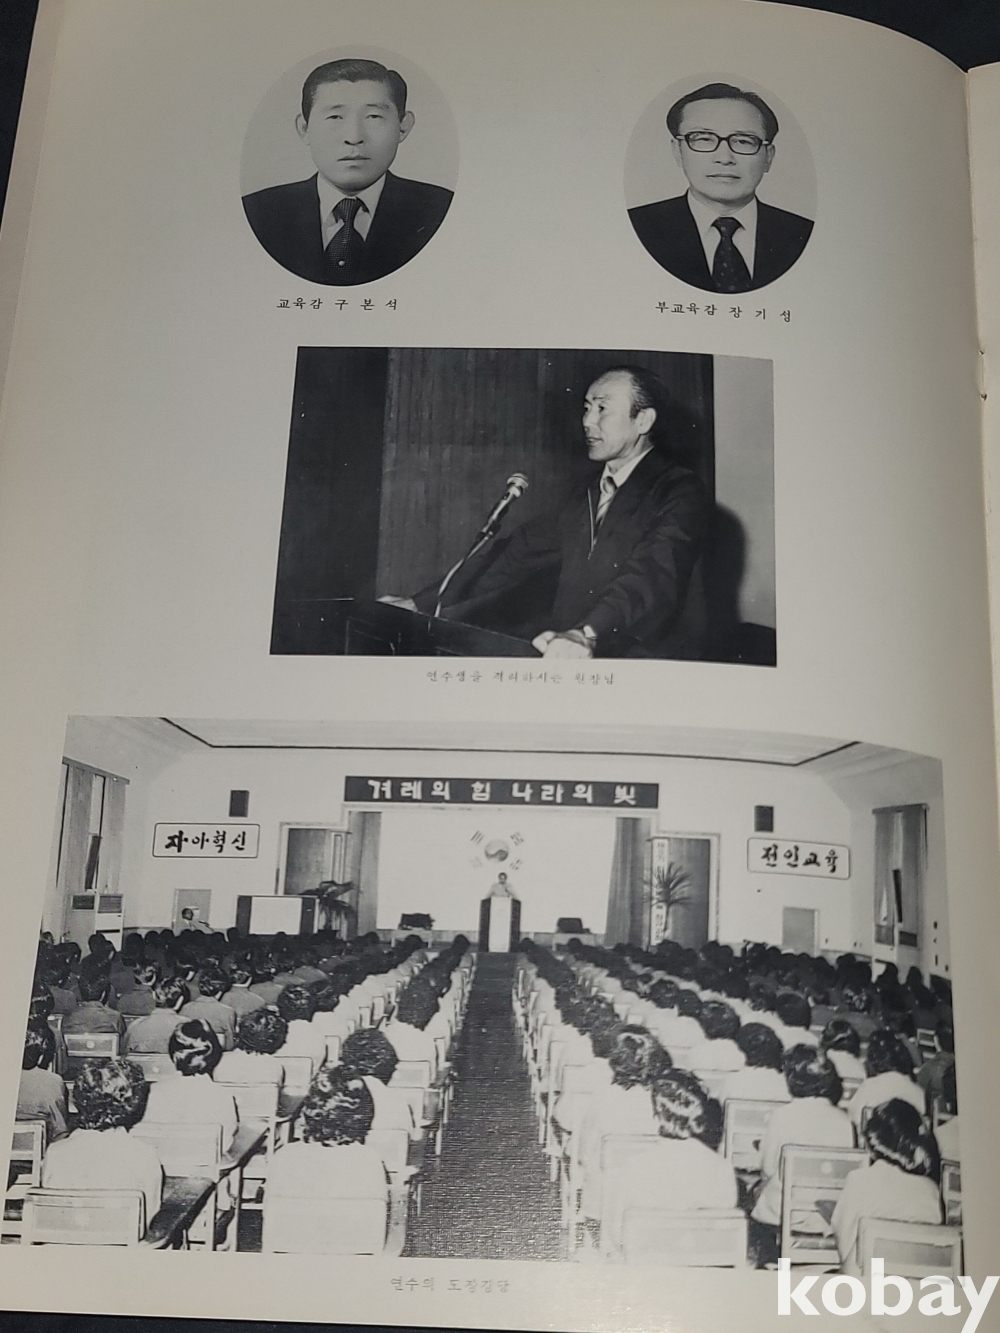 교육감 구 본 석
부교육감 장 기 성
연수생을 격려하시는 원장님
겨레의 힘 나라의 빛
자아혁신
전인교육
연수의 도장강당
kobay